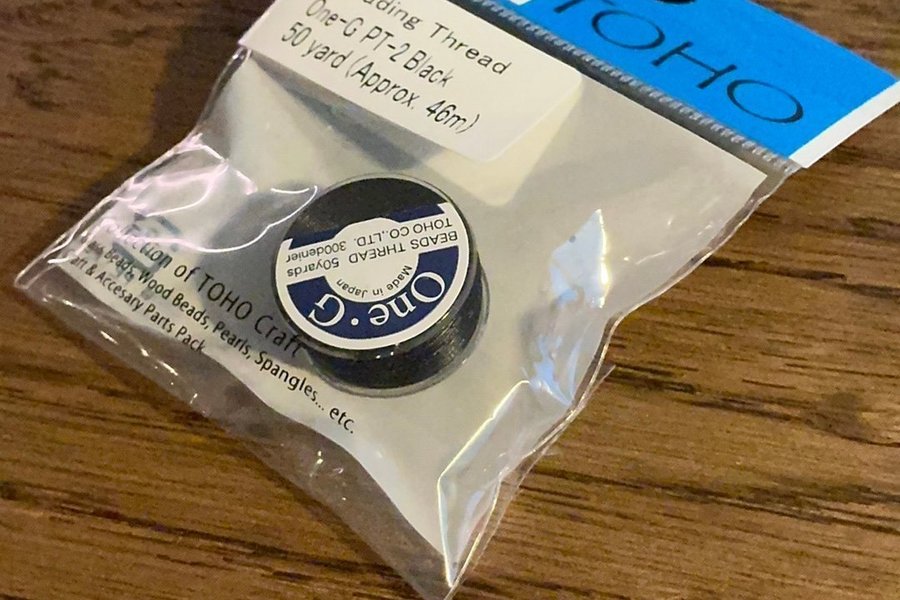 TOHO
Thread
One-G PT-2 Black
50 yard (Approx. 46m)
One·G
Made in Japan
BEADS THREAD 50yards
TOHO CO.,LTD. 300denier
of TOHO Craft
Beads, Wood Beads, Pearls, Spangles... etc.
& Accesary Parts Pack